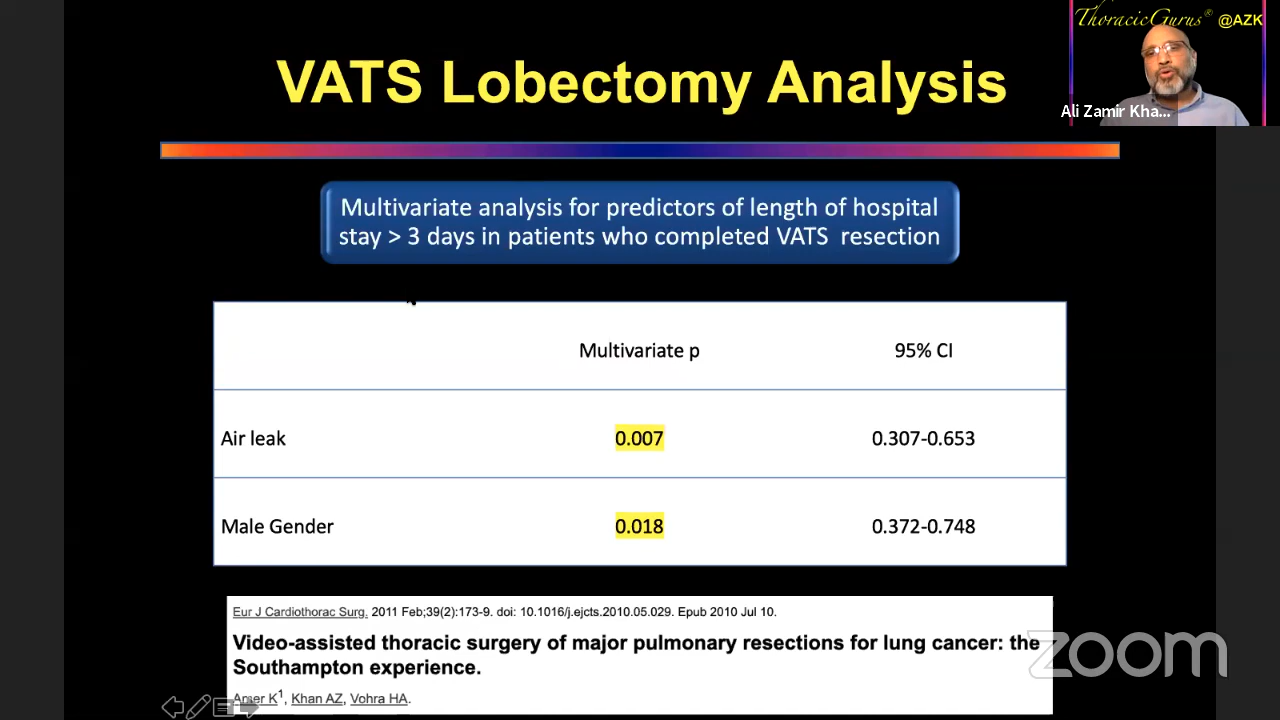 ThoracicGurus® @AZK
VATS Lobectomy Analysis
Ali Zamir Kha...
Multivariate analysis for predictors of length of hospital
stay > 3 days in patients who completed VATS resection
Multivariate p 95% CI
Air leak 0.007 0.307-0.653
Male Gender 0.018 0.372-0.748
Eur J Cardiothorac Surg. 2011 Feb;39(2):173-9. doi: 10.1016/j.ejcts.2010.05.029. Epub 2010 Jul 10.
Video-assisted thoracic surgery of major pulmonary resections for lung cancer: the
Southampton experience.
K1, Khan AZ, Vohra HA.
zoom